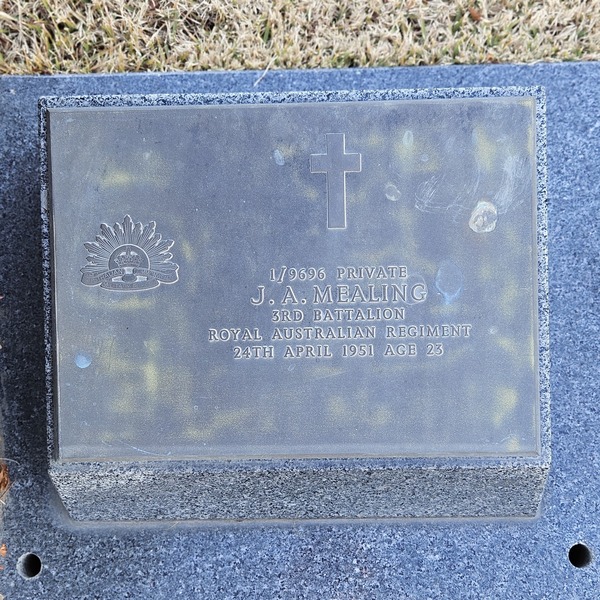 1/9696 PRIVATE
J. A. MEALING
3RD BATTALION
ROYAL AUSTRALIAN REGIMENT
24TH APRIL 1951 AGE 23